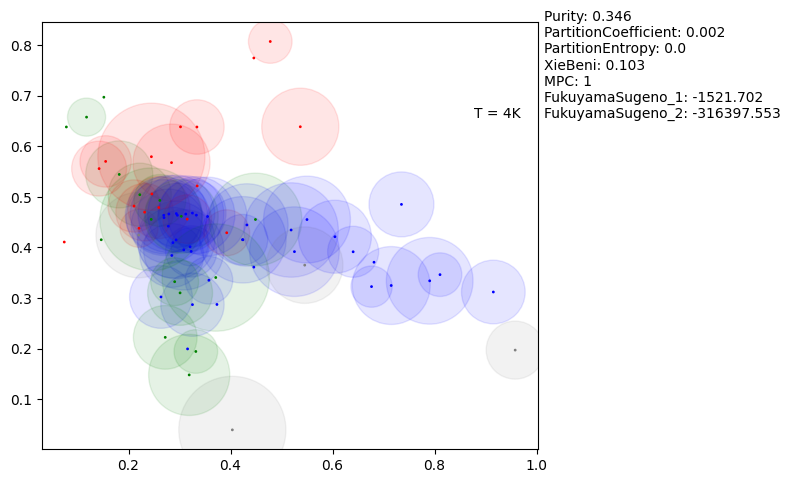 Purity: 0.346
PartitionCoefficient: 0.002
PartitionEntropy: 0.0
XieBeni: 0.103
MPC: 1
FukuyamaSugeno_1: -1521.702
FukuyamaSugeno_2: -316397.553
T = 4K
0.8
0.7
0.6
0.5
0.4
0.3
0.2
0.1
0.2 0.4 0.6 0.8 1.0